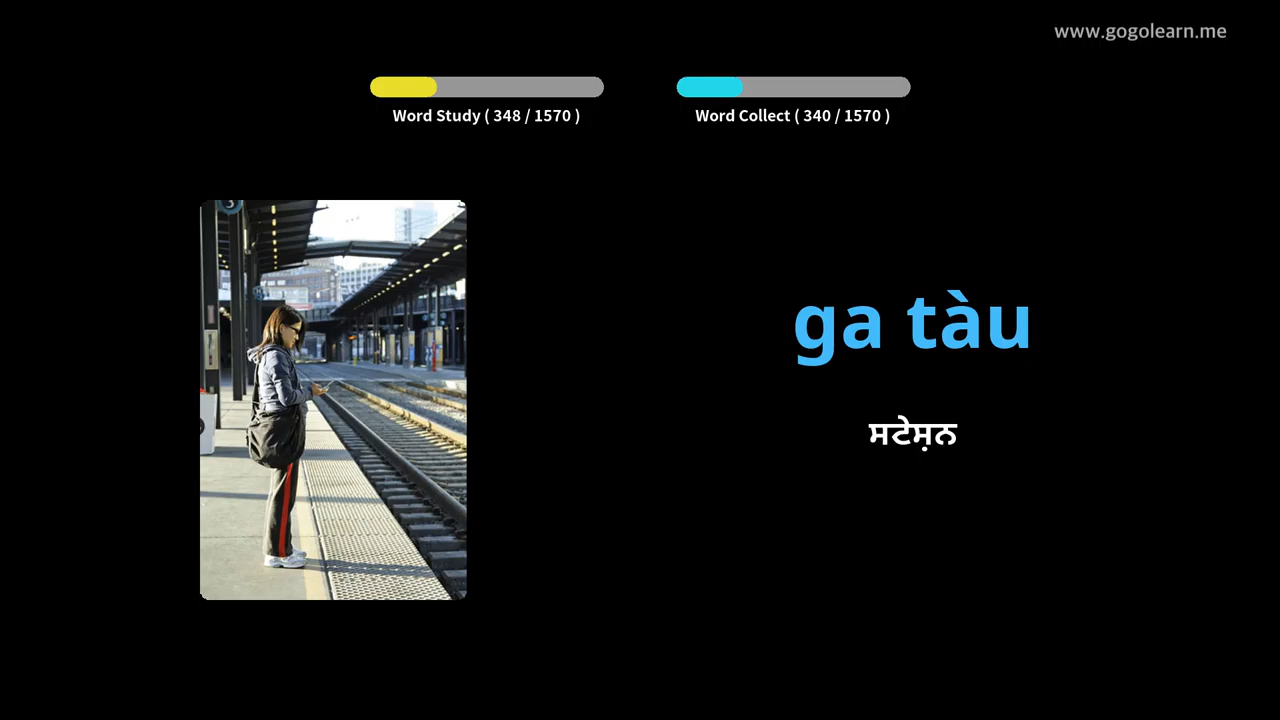 www.gogolearn.me
Word Study ( 348 / 1570 )
Word Collect ( 340 / 1570 )
ga tàu
ਸਟੇਸ਼ਨ